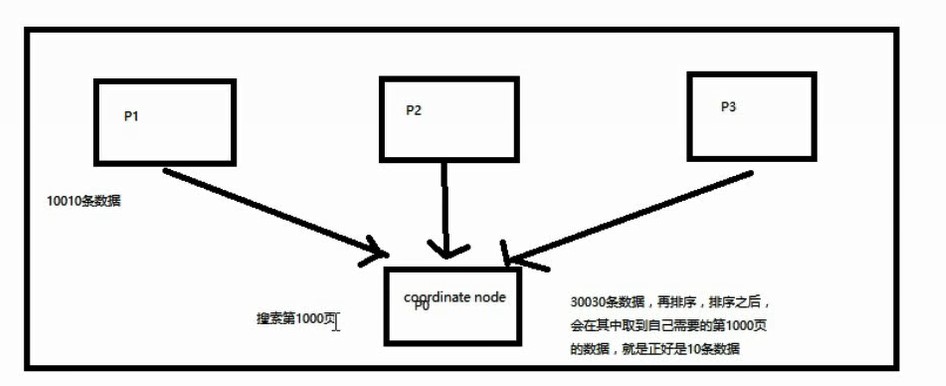 P1
P2
P3
10010条数据
coordinate node
P0
搜索第1000页
30030条数据，再排序，排序之后，
会在其中取到自己需要的第1000页
的数据，就是正好是10条数据